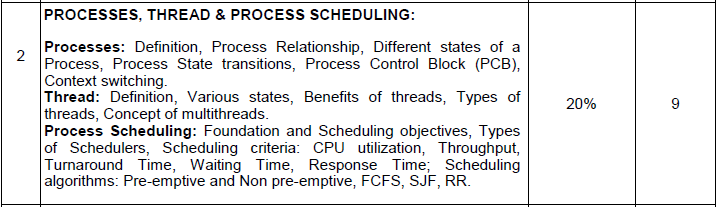 PROCESSES, THREAD & PROCESS SCHEDULING:
2
Processes: Definition, Process Relationship, Different states of a
Process, Process State transitions, Process Control Block (PCB),
Context switching.
Thread: Definition, Various states, Benefits of threads, Types of
threads, Concept of multithreads.
Process Scheduling: Foundation and Scheduling objectives, Types
of Schedulers, Scheduling criteria: CPU utilization, Throughput,
Turnaround Time, Waiting Time, Response Time; Scheduling
algorithms: Pre-emptive and Non pre-emptive, FCFS, SJF, RR.
20%
9